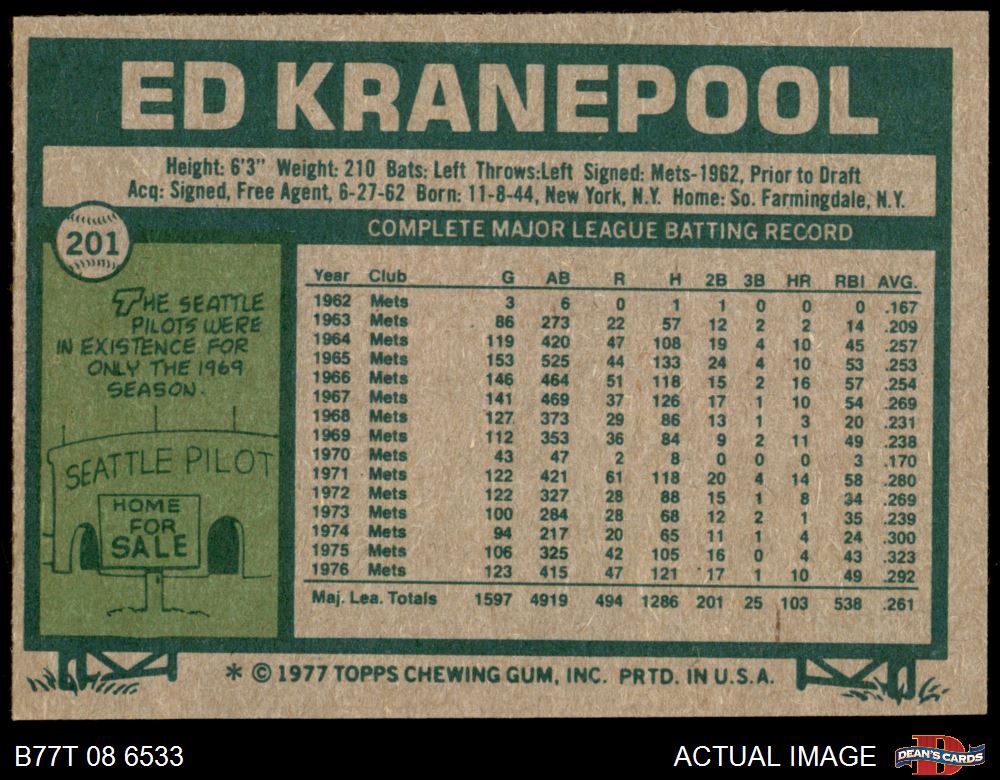 ED KRANEPOOL
Height: 6'3" Weight: 210 Bats: Left Throws:Left Signed: Mets-1962, Prior to Draft
Acq: Signed, Free Agent, 6-27-62 Born: 11-8-44, New York, N.Y. Home: So. Farmingdale, N.Y.
201
THE SEATTLE
PILOTS WERE
IN EXISTENCE FOR
ONLY THE 1969
SEASON.
SEATTLE PILOT
HOME
FOR
SALE
COMPLETE MAJOR LEAGUE BATTING RECORD
Year Club G AB R H 2B 3B HR RBI AVG.
1962 Mets 3 6 0 1 1 0 0 0 .167
1963 Mets 86 273 22 57 12 2 2 14 .209
1964 Mets 119 420 47 108 19 4 10 45 .257
1965 Mets 153 525 44 133 24 4 10 53 .253
1966 Mets 146 464 51 118 15 2 16 57 .254
1967 Mets 141 469 37 126 17 1 10 54 .269
1968 Mets 127 373 29 86 13 1 3 20 .231
1969 Mets 112 353 36 84 9 2 11 49 .238
1970 Mets 43 47 2 8 0 0 0 3 .170
1971 Mets 122 421 61 118 20 4 14 58 .280
1972 Mets 122 327 28 88 15 1 8 34 .269
1973 Mets 100 284 28 68 12 2 1 35 .239
1974 Mets 94 217 20 65 11 1 4 24 .300
1975 Mets 106 325 42 105 16 0 4 43 .323
1976 Mets 123 415 47 121 17 1 10 49 .292
Maj. Lea. Totals 1597 4919 494 1286 201 25 103 538 .261
* © 1977 TOPPS CHEWING GUM, INC. PRTD. IN U.S.A.
B77T 08 6533
ACTUAL IMAGE
D
DEAN'S CARDS